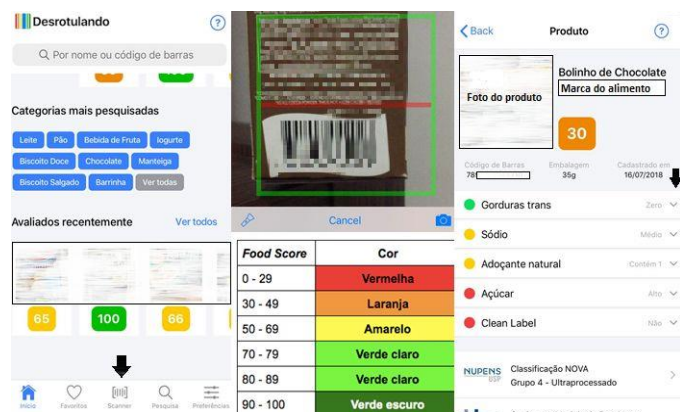 Desrotulando
?
Por nome ou código de barras
Categorias mais pesquisadas
Leite Pão Bebida de Fruta Iogurte
Biscoito Doce Chocolate Manteiga
Biscoito Salgado Barrinha Ver todas
Avaliados recentemente Ver todos
65 100 66
Início Favoritos Scanner Pesquisa Preferências
Cancel
Food Score Cor
0 - 29 Vermelha
30 - 49 Laranja
50 - 69 Amarelo
70 - 79 Verde claro
80 - 89 Verde claro
90 - 100 Verde escuro
Back Produto ?
Foto do produto
Bolinho de Chocolate
Marca do alimento
30
Código de Barras Embalagem Cadastrado em
78 35g 16/07/2018
Gorduras trans Zero
Sódio Médio
Adoçante natural Contém 1
Açúcar Alto
Clean Label Não
NUPENS USP
Classificação NOVA
Grupo 4 - Ultraprocessado